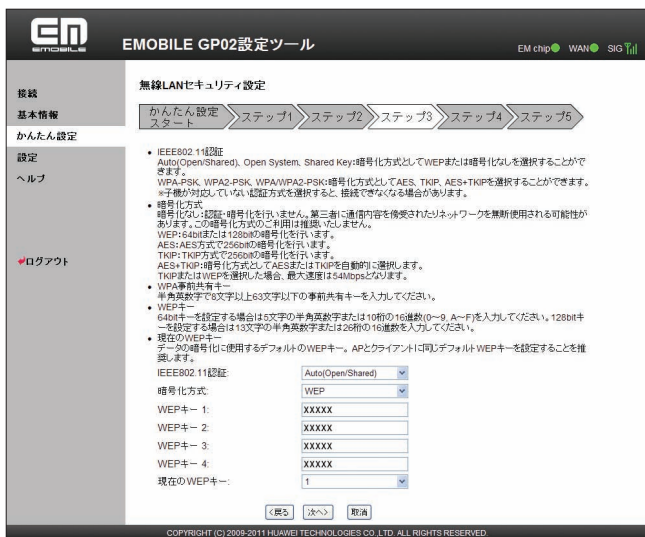 EM
EMOBILE
EMOBILE GP02設定ツール
EM chip WAN SIG
接続
基本情報
かんたん設定
設定
ヘルプ
ログアウト
無線LANセキュリティ設定
かんたん設定
スタート
ステップ1
ステップ2
ステップ3
ステップ4
ステップ5
• IEEE802.11認証
Auto(Open/Shared), Open System, Shared Key:暗号化方式としてWEPまたは暗号化なしを選択することがで
きます。
WPA-PSK, WPA2-PSK, WPA/WPA2-PSK:暗号化方式としてAES, TKIP, AES+TKIPを選択することができます。
※子機が対応していない認証方式を選択すると、接続できなくなる場合があります。
• 暗号化方式
暗号化なし:認証・暗号化を行いません。第三者に通信内容を傍受されたりネットワークを無断使用される可能性が
あります。この暗号化方式のご利用は推奨いたしません。
WEP:64bitまたは128bitの暗号化を行います。
AES:AES方式で256bitの暗号化を行います。
TKIP:TKIP方式で256bitの暗号化を行います。
AES+TKIP:暗号化方式としてAESまたはTKIPを自動的に選択します。
TKIPまたはWEPを選択した場合、最大速度は54Mbpsとなります。
• WPA事前共有キー
半角英数字で8文字以上63文字以下の事前共有キーを入力してください。
• WEPキー
64bitキーを設定する場合は5文字の半角英数字または10桁の16進数(0~9, A~F)を入力してください。128bitキ
ーを設定する場合は13文字の半角英数字または26桁の16進数を入力してください。
• 現在のWEPキー
データの暗号化に使用するデフォルトのWEPキー。APとクライアントに同じデフォルトWEPキーを設定することを推
奨します。
IEEE802.11認証: Auto(Open/Shared)
暗号化方式: WEP
WEPキー 1: XXXXX
WEPキー 2: XXXXX
WEPキー 3: XXXXX
WEPキー 4: XXXXX
現在のWEPキー: 1
<戻る 次へ> 取消
COPYRIGHT (C) 2009-2011 HUAWEI TECHNOLOGIES CO.,LTD. ALL RIGHTS RESERVED.